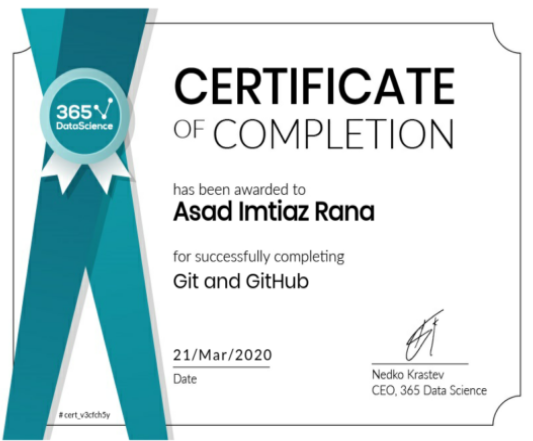 365
DataScience
CERTIFICATE
OF COMPLETION
has been awarded to
Asad Imtiaz Rana
for successfully completing
Git and GitHub
21/Mar/2020
Date
Nedko Krastev
CEO, 365 Data Science
#cert_v3cfch5y